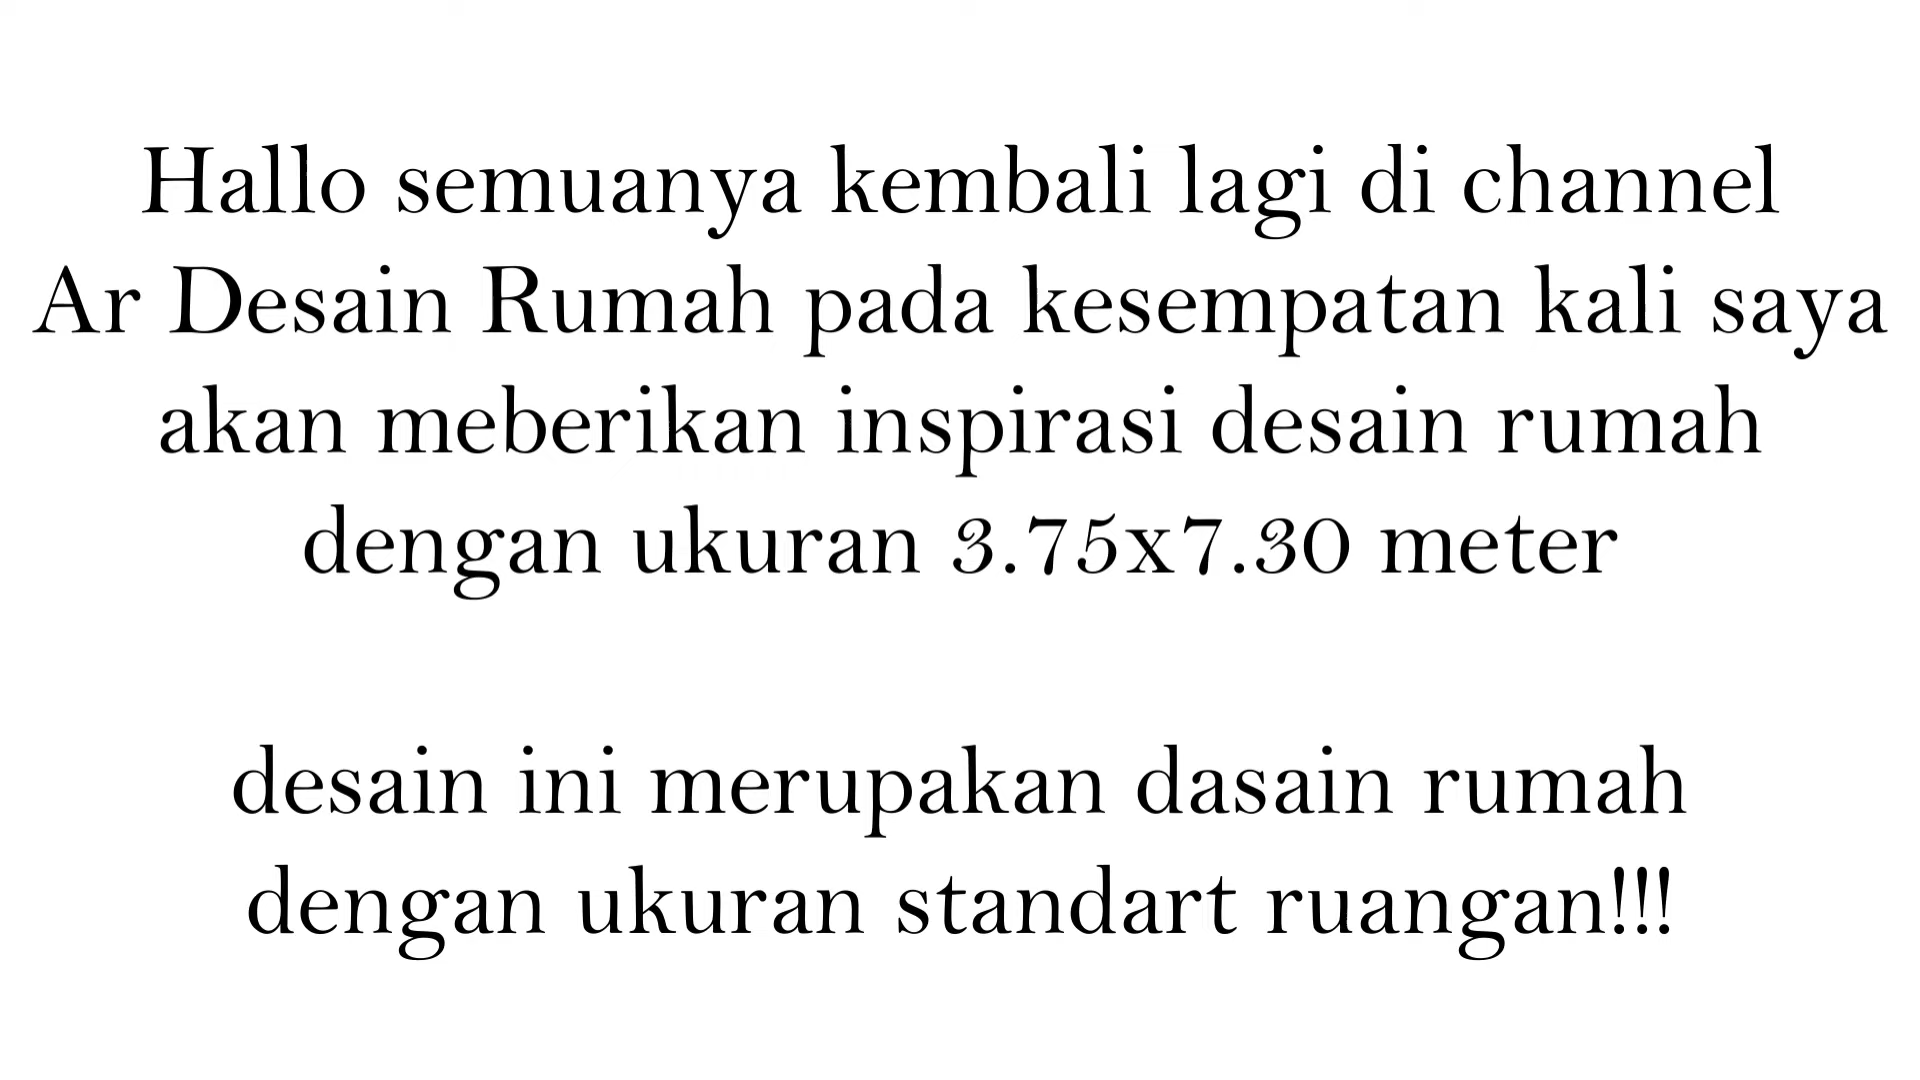 Hallo semuanya kembali lagi di channel
Ar Desain Rumah pada kesempatan kali saya
akan meberikan inspirasi desain rumah
dengan ukuran 3.75x7.30 meter
desain ini merupakan dasain rumah
dengan ukuran standart ruangan!!!